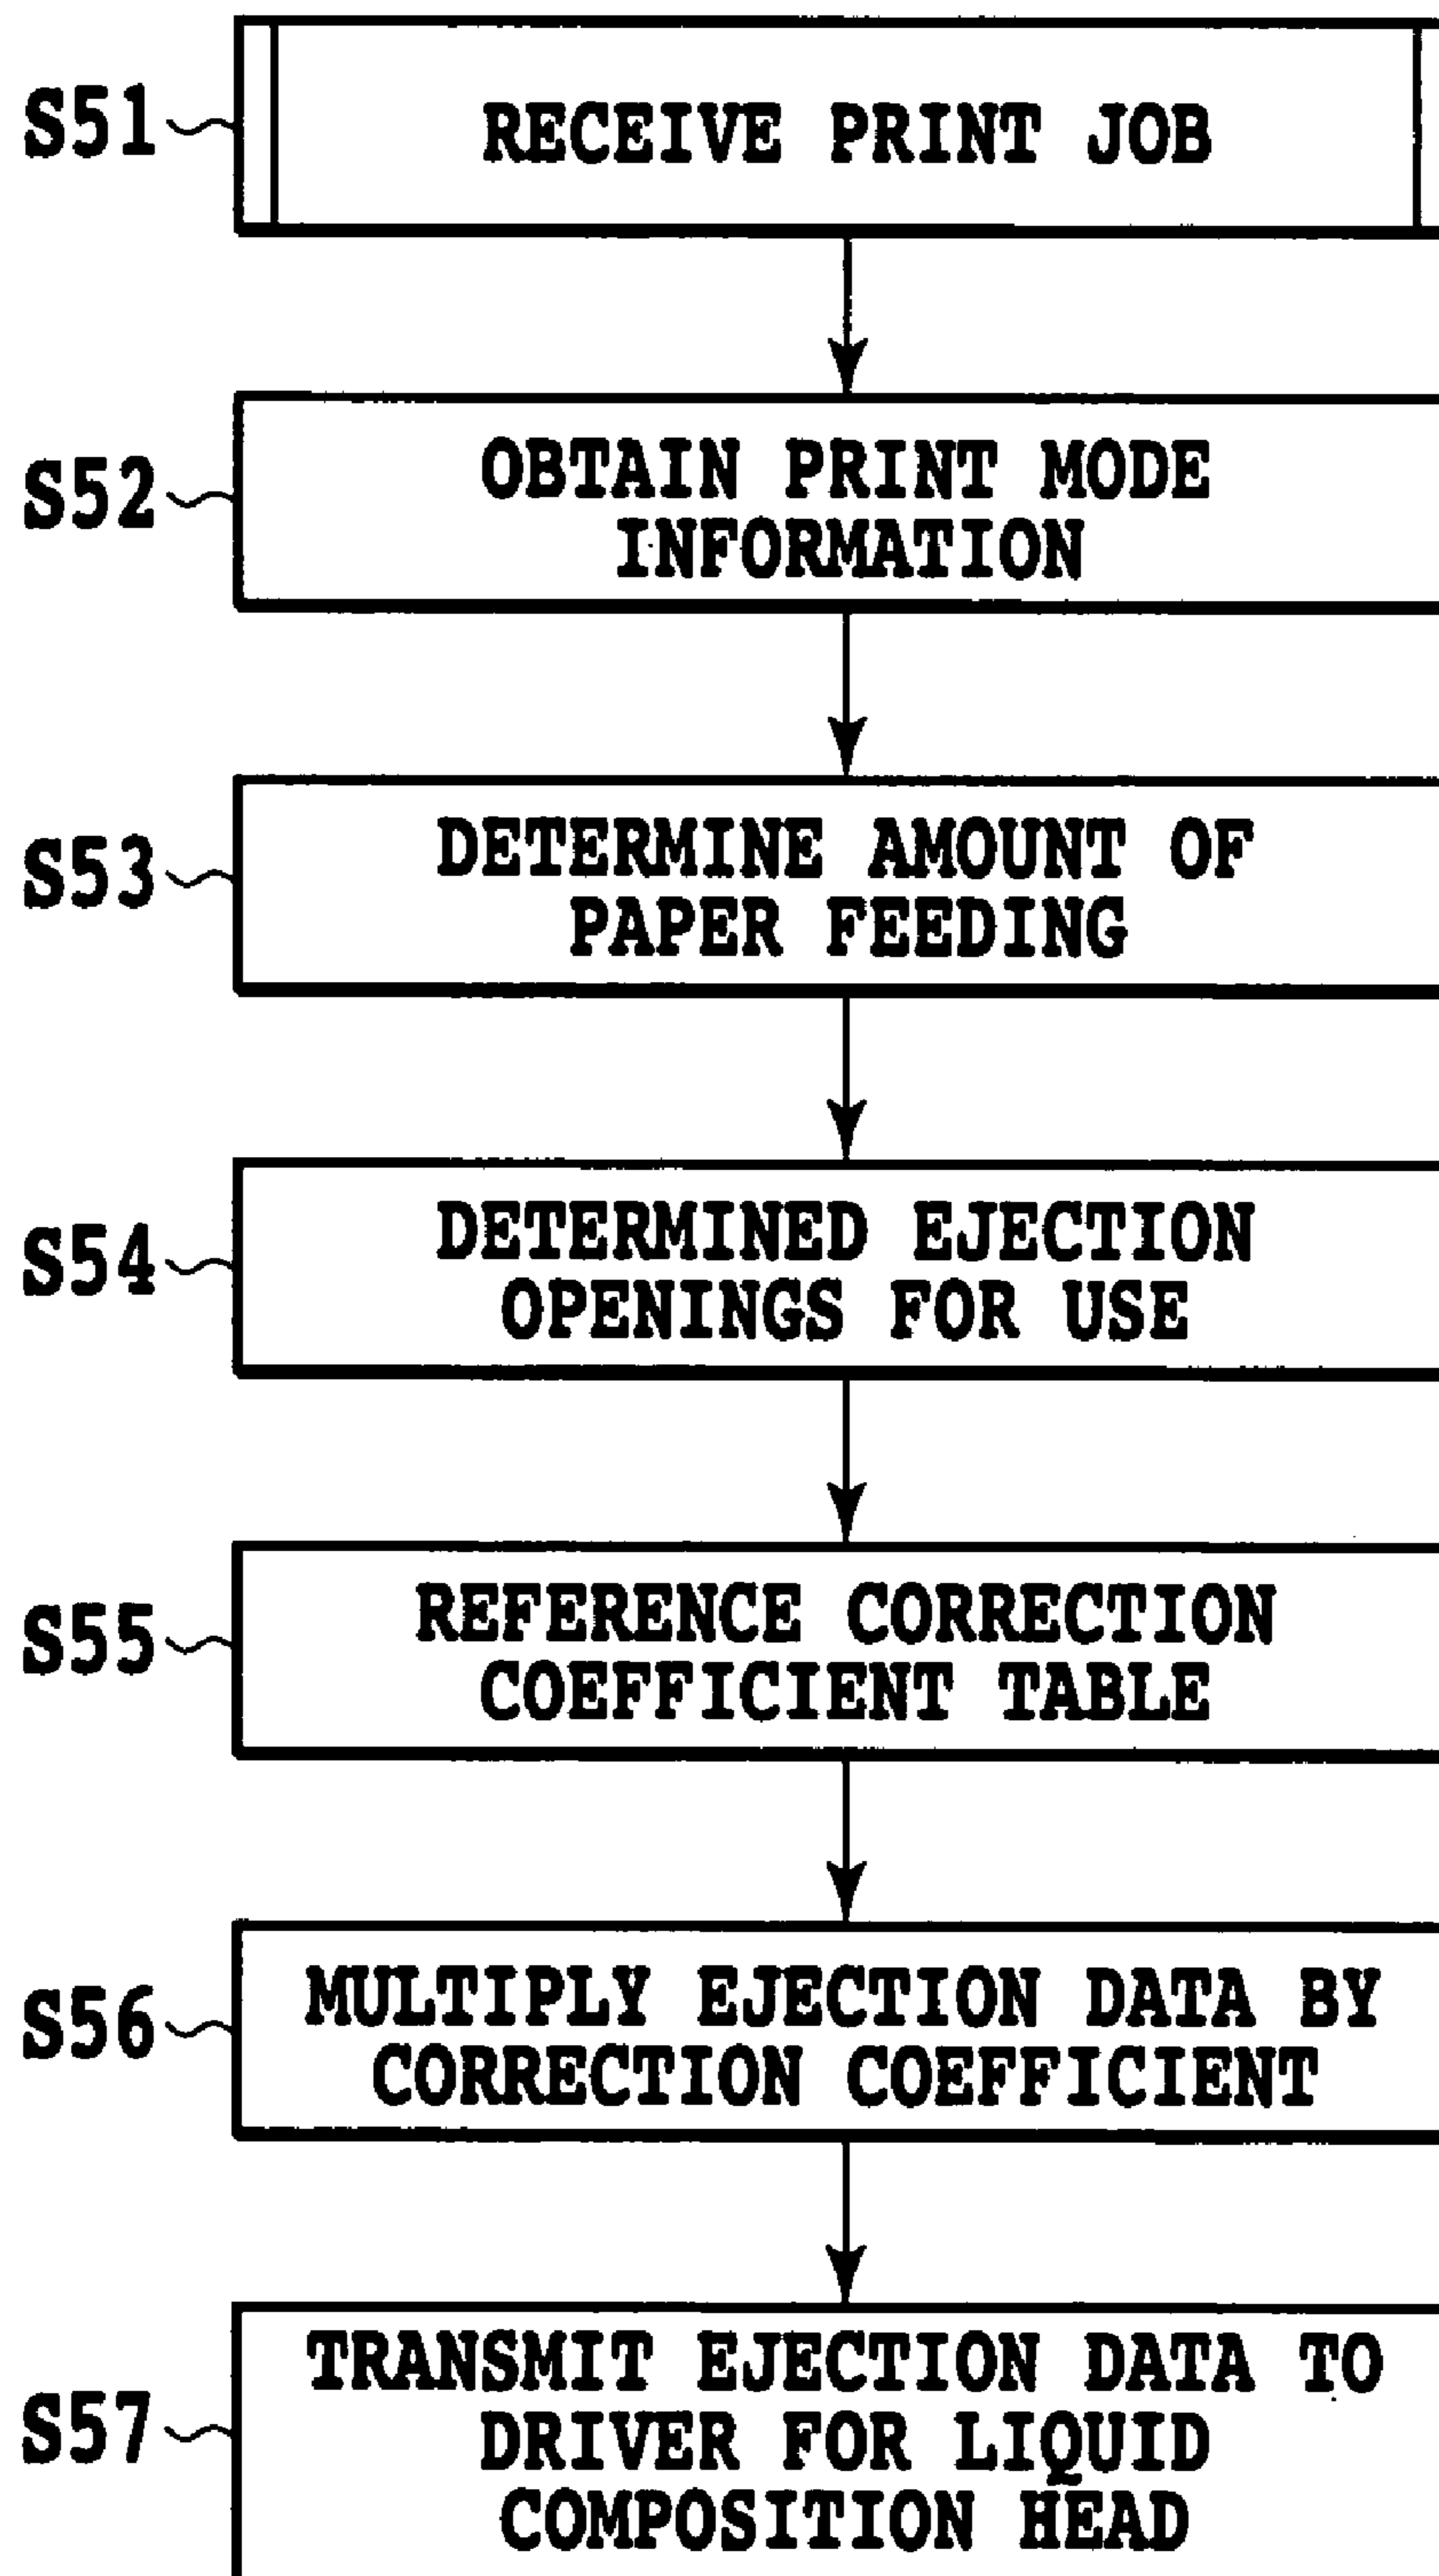 S51 RECEIVE PRINT JOB
S52 OBTAIN PRINT MODE
INFORMATION
S53 DETERMINE AMOUNT OF
PAPER FEEDING
S54 DETERMINED EJECTION
OPENINGS FOR USE
S55 REFERENCE CORRECTION
COEFFICIENT TABLE
S56 MULTIPLY EJECTION DATA BY
CORRECTION COEFFICIENT
S57 TRANSMIT EJECTION DATA TO
DRIVER FOR LIQUID
COMPOSITION HEAD